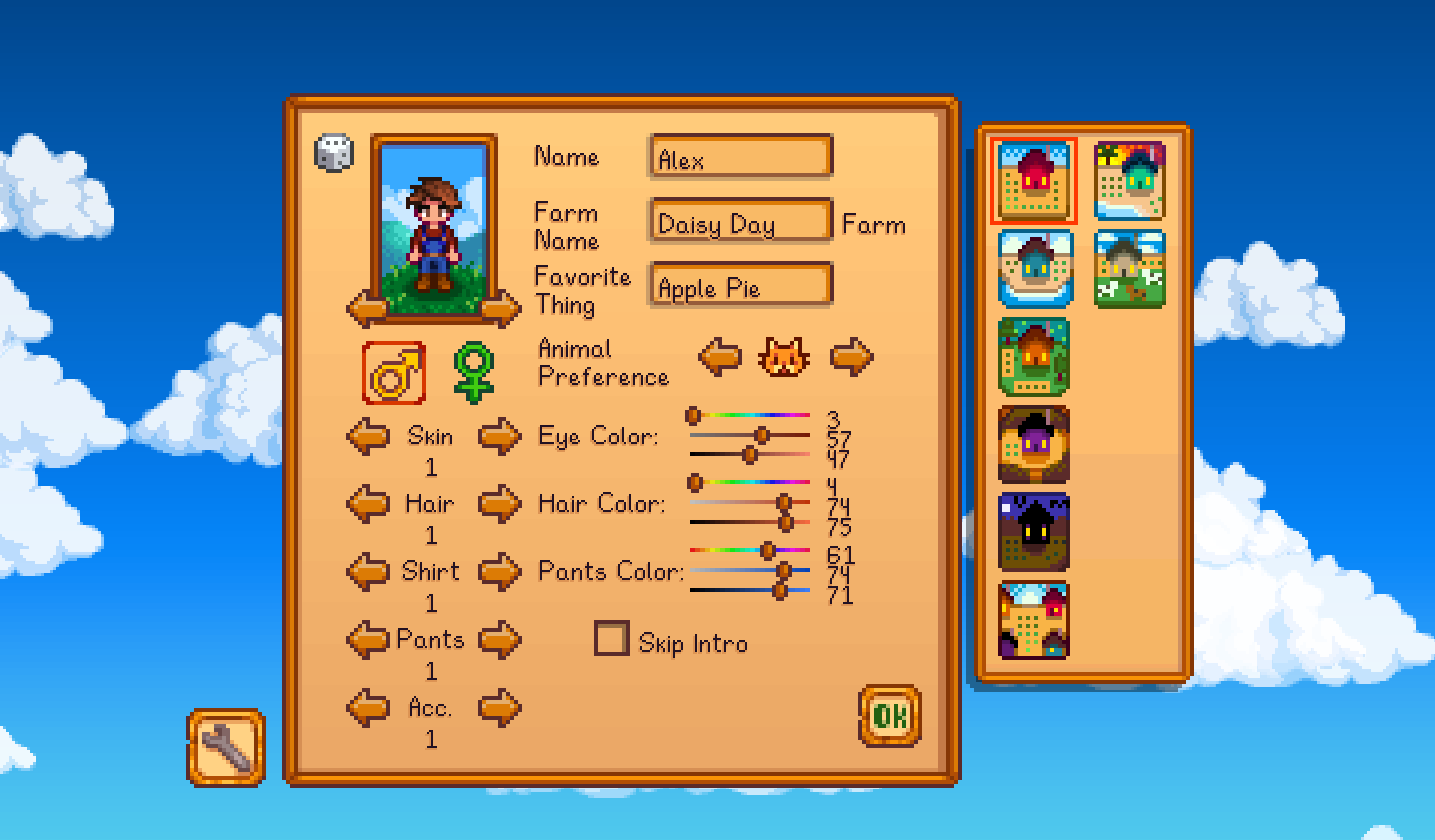 Name
Alex
Farm
Name
Daisy Day
Farm
Favorite
Thing
Apple Pie
Animal
Preference
Skin
1
Eye Color:
3
57
47
Hair
1
Hair Color:
4
74
75
Shirt
1
Pants Color:
61
74
71
Pants
1
Skip Intro
Acc.
1
OK